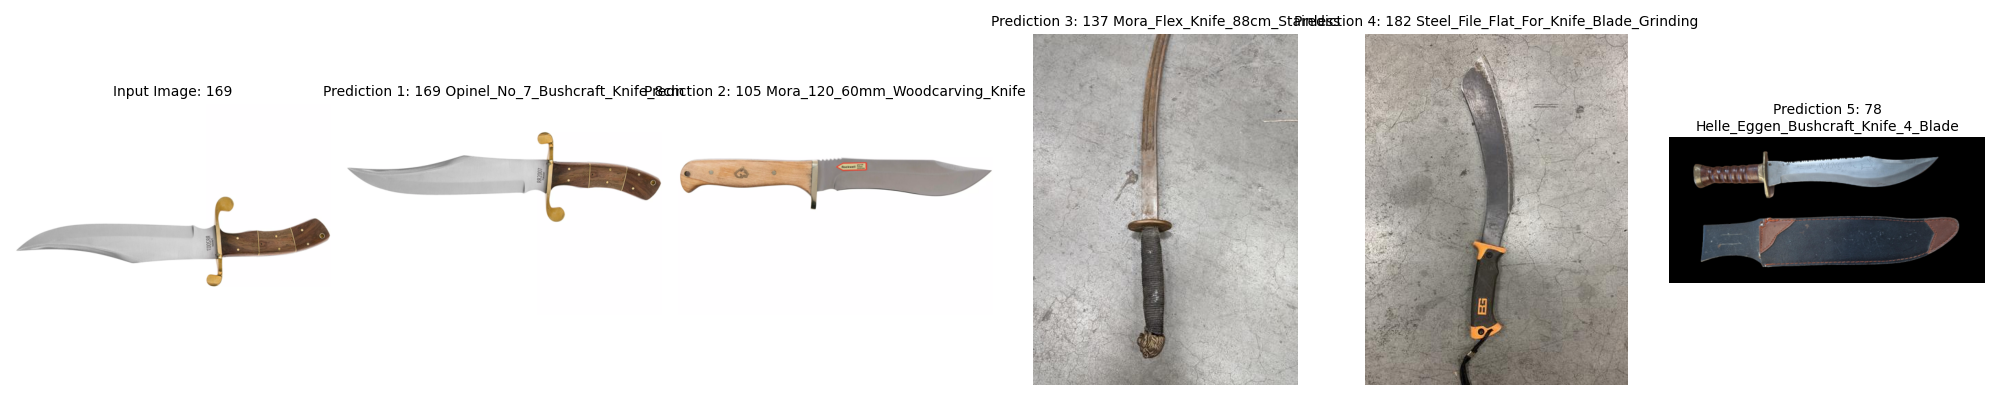 Prediction 3: 137 Mora_Flex_Knife_88cm_Stainless
Prediction 4: 182 Steel_File_Flat_For_Knife_Blade_Grinding
Input Image: 169
Prediction 1: 169 Opinel_No_7_Bushcraft_Knife_8cm
Prediction 2: 105 Mora_120_60mm_Woodcarving_Knife
Prediction 5: 78
Helle_Eggen_Bushcraft_Knife_4_Blade